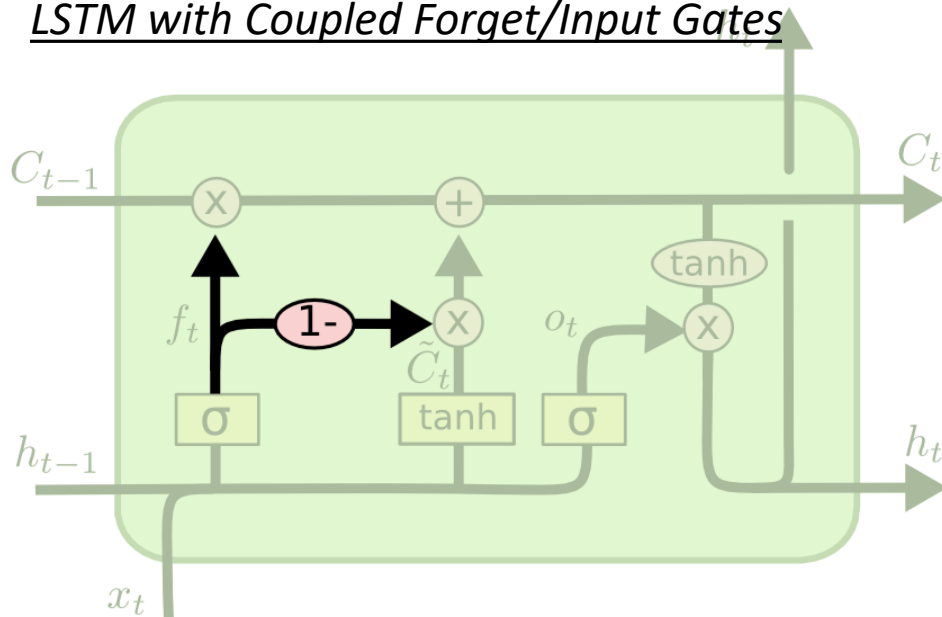 LSTM with Coupled Forget/Input Gates
h_t
C_{t-1}
C_t
x
+
tanh
f_t
1-
x
o_t
x
C̃_t
σ
tanh
σ
h_{t-1}
h_t
x_t